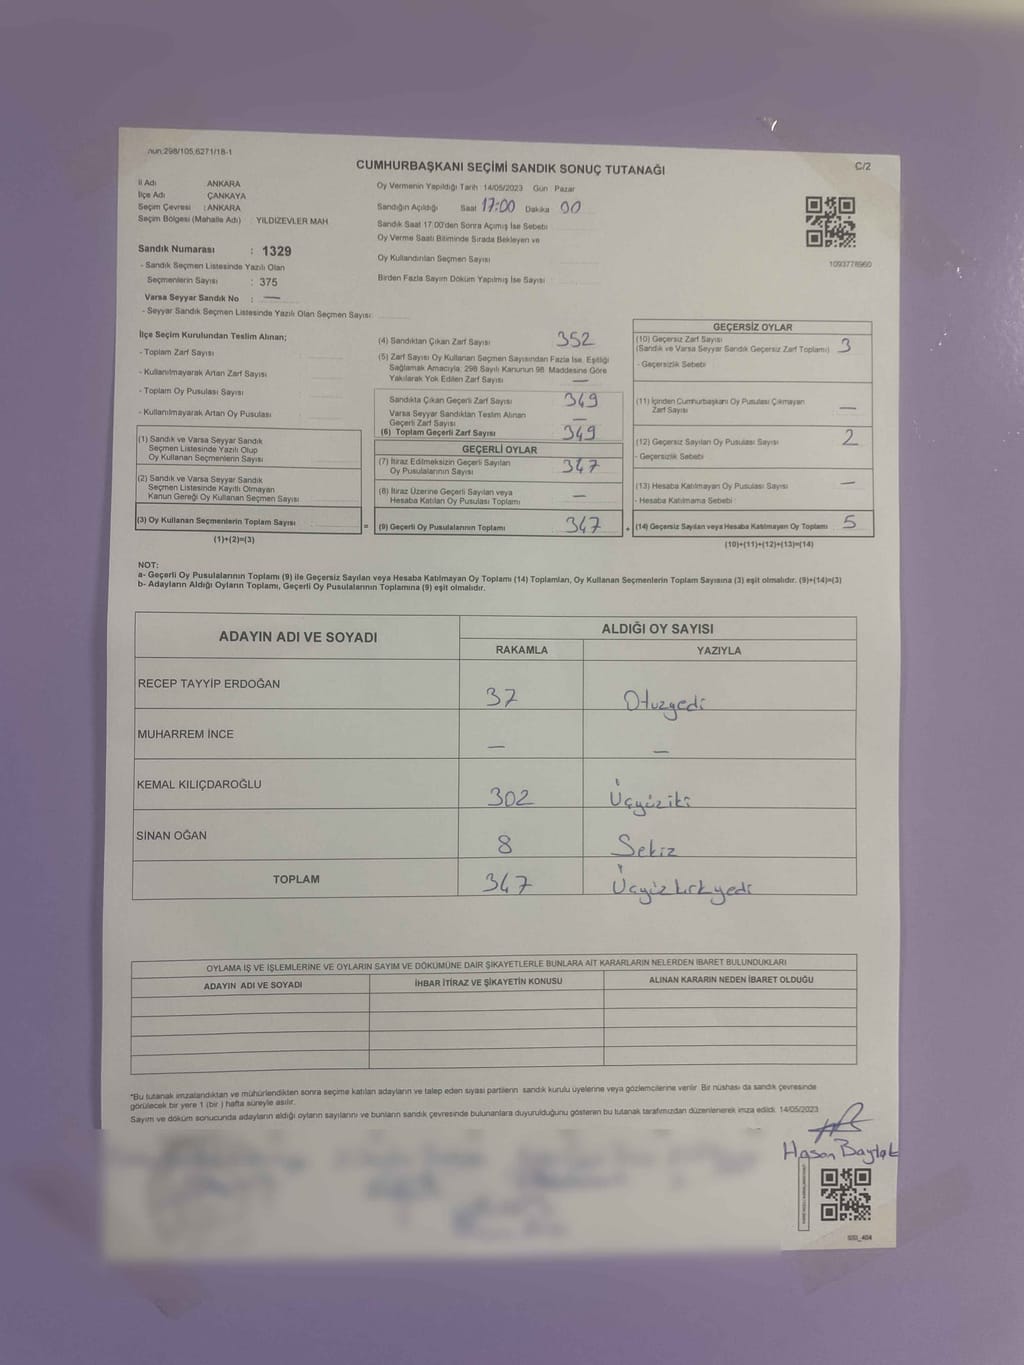 nun:298/105,6271/18-1
CUMHURBAŞKANI SEÇİMİ SANDIK SONUÇ TUTANAĞI
C/2
İl Adı : ANKARA
İlçe Adı : ÇANKAYA
Seçim Çevresi : ANKARA
Seçim Bölgesi (Mahalle Adı) : YILDIZEVLER MAH
Sandık Numarası : 1329
- Sandık Seçmen Listesinde Yazılı Olan
Seçmenlerin Sayısı : 375
Varsa Seyyar Sandık No : —
- Seyyar Sandık Seçmen Listesinde Yazılı Olan Seçmen Sayısı:
Oy Vermenin Yapıldığı Tarih 14/05/2023 Gün Pazar
Sandığın Açıldığı Saat 17:00 Dakika 00
Sandık Saat 17:00'den Sonra Açımış İse Sebebi
Oy Verme Saati Bitiminde Sırada Bekleyen ve
Oy Kullandırılan Seçmen Sayısı
Birden Fazla Sayım Döküm Yapılmış İse Sayısı
1093778960
İlçe Seçim Kurulundan Teslim Alınan;
- Toplam Zarf Sayısı
- Kullanılmayarak Artan Zarf Sayısı
- Toplam Oy Pusulası Sayısı
- Kullanılmayarak Artan Oy Pusulası
(1) Sandık ve Varsa Seyyar Sandık
Seçmen Listesinde Yazılı Olup
Oy Kullanan Seçmenlerin Sayısı
(2) Sandık ve Varsa Seyyar Sandık
Seçmen Listesinde Kayıtlı Olmayan
Kanun Gereği Oy Kullanan Seçmen Sayısı
(3) Oy Kullanan Seçmenlerin Toplam Sayısı
(1)+(2)=(3)
(4) Sandıktan Çıkan Zarf Sayısı 352
(5) Zarf Sayısı Oy Kullanan Seçmen Sayısından Fazla İse, Eşitliği
Sağlamak Amacıyla, 298 Sayılı Kanunun 98. Maddesine Göre
Yakılarak Yok Edilen Zarf Sayısı —
Sandıkta Çıkan Geçerli Zarf Sayısı 349
Varsa Seyyar Sandıktan Teslim Alınan
Geçerli Zarf Sayısı —
(6) Toplam Geçerli Zarf Sayısı 349
GEÇERLİ OYLAR
(7) İtiraz Edilmeksizin Geçerli Sayılan
Oy Pusulalarının Sayısı 347
(8) İtiraz Üzerine Geçerli Sayılan veya
Hesaba Katılan Oy Pusulası Toplamı —
= (9) Geçerli Oy Pusulalarının Toplamı 347 +
GEÇERSİZ OYLAR
(10) Geçersiz Zarf Sayısı
(Sandık ve Varsa Seyyar Sandık Geçersiz Zarf Toplamı) 3
- Geçersizlik Sebebi
(11) İçinden Cumhurbaşkanı Oy Pusulası Çıkmayan
Zarf Sayısı —
(12) Geçersiz Sayılan Oy Pusulası Sayısı 2
- Geçersizlik Sebebi
(13) Hesaba Katılmayan Oy Pusulası Sayısı —
- Hesaba Katılmama Sebebi
(14) Geçersiz Sayılan veya Hesaba Katılmayan Oy Toplamı 5
(10)+(11)+(12)+(13)=(14)
NOT:
a- Geçerli Oy Pusulalarının Toplamı (9) ile Geçersiz Sayılan veya Hesaba Katılmayan Oy Toplamı (14) Toplamları, Oy Kullanan Seçmenlerin Toplam Sayısına (3) eşit olmalıdır. (9)+(14)=(3)
b- Adayların Aldığı Oyların Toplamı, Geçerli Oy Pusulalarının Toplamına (9) eşit olmalıdır.
ADAYIN ADI VE SOYADI
ALDIĞI OY SAYISI
RAKAMLA YAZIYLA
RECEP TAYYİP ERDOĞAN 37 Otuzyedi
MUHARREM İNCE — —
KEMAL KILIÇDAROĞLU 302 Üçyüziki
SİNAN OĞAN 8 Sekiz
TOPLAM 347 Üçyüzkırkyedi
OYLAMA İŞ VE İŞLEMLERİNE VE OYLARIN SAYIM VE DÖKÜMÜNE DAİR ŞİKAYETLERLE BUNLARA AİT KARARLARIN NELERDEN İBARET BULUNDUKLARI
ADAYIN ADI VE SOYADI İHBAR İTİRAZ VE ŞİKAYETİN KONUSU ALINAN KARARIN NEDEN İBARET OLDUĞU
*Bu tutanak imzalandıktan ve mühürlendikten sonra seçime katılan adayların ve talep eden siyasi partilerin sandık kurulu üyelerine veya gözlemcilerine verilir. Bir nüshası da sandık çevresinde
görülecek bir yere 1 (bir ) hafta süreyle asılır.
Sayım ve döküm sonucunda adayların aldığı oyların sayılarını ve bunların sandık çevresinde bulunanlara duyurulduğunu gösteren bu tutanak tarafımızdan düzenlenerek imza edildi. 14/05/2023
Hasan